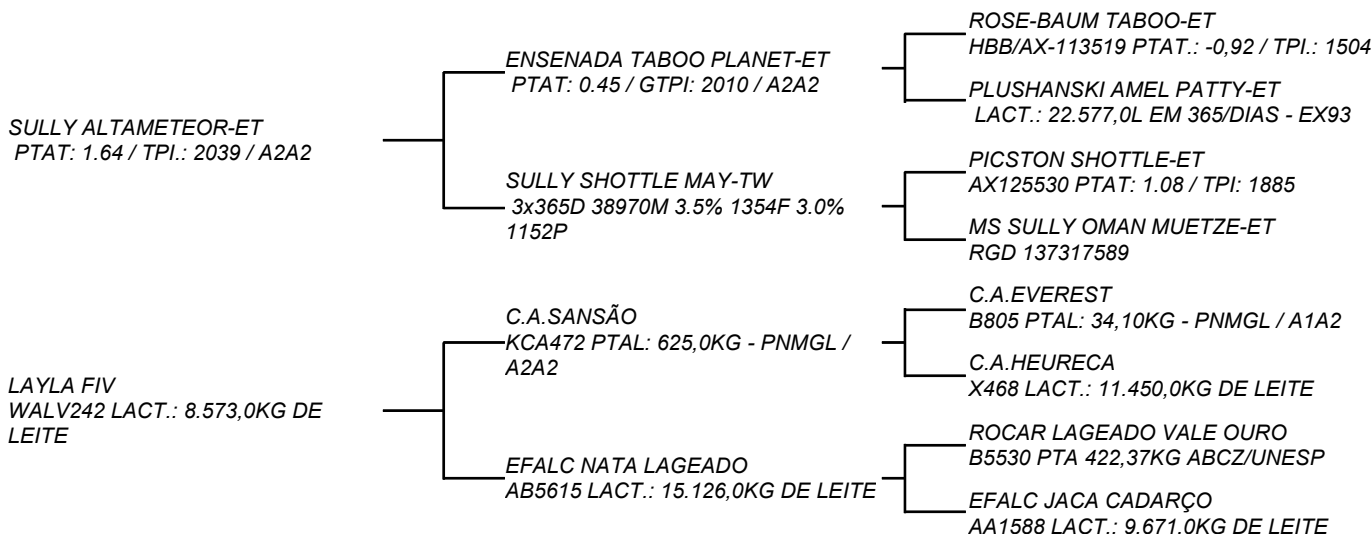 SULLY ALTAMETEOR-ET
PTAT: 1.64 / TPI.: 2039 / A2A2
ENSENADA TABOO PLANET-ET
PTAT: 0.45 / GTPI: 2010 / A2A2
ROSE-BAUM TABOO-ET
HBB/AX-113519 PTAT.: -0,92 / TPI.: 1504
PLUSHANSKI AMEL PATTY-ET
LACT.: 22.577,0L EM 365/DIAS - EX93
SULLY SHOTTLE MAY-TW
3x365D 38970M 3.5% 1354F 3.0%
1152P
PICSTON SHOTTLE-ET
AX125530 PTAT: 1.08 / TPI: 1885
MS SULLY OMAN MUETZE-ET
RGD 137317589
LAYLA FIV
WALV242 LACT.: 8.573,0KG DE
LEITE
C.A.SANSÃO
KCA472 PTAL: 625,0KG - PNMGL /
A2A2
C.A.EVEREST
B805 PTAL: 34,10KG - PNMGL / A1A2
C.A.HEURECA
X468 LACT.: 11.450,0KG DE LEITE
EFALC NATA LAGEADO
AB5615 LACT.: 15.126,0KG DE LEITE
ROCAR LAGEADO VALE OURO
B5530 PTA 422,37KG ABCZ/UNESP
EFALC JACA CADARÇO
AA1588 LACT.: 9.671.0KG DE LEITE